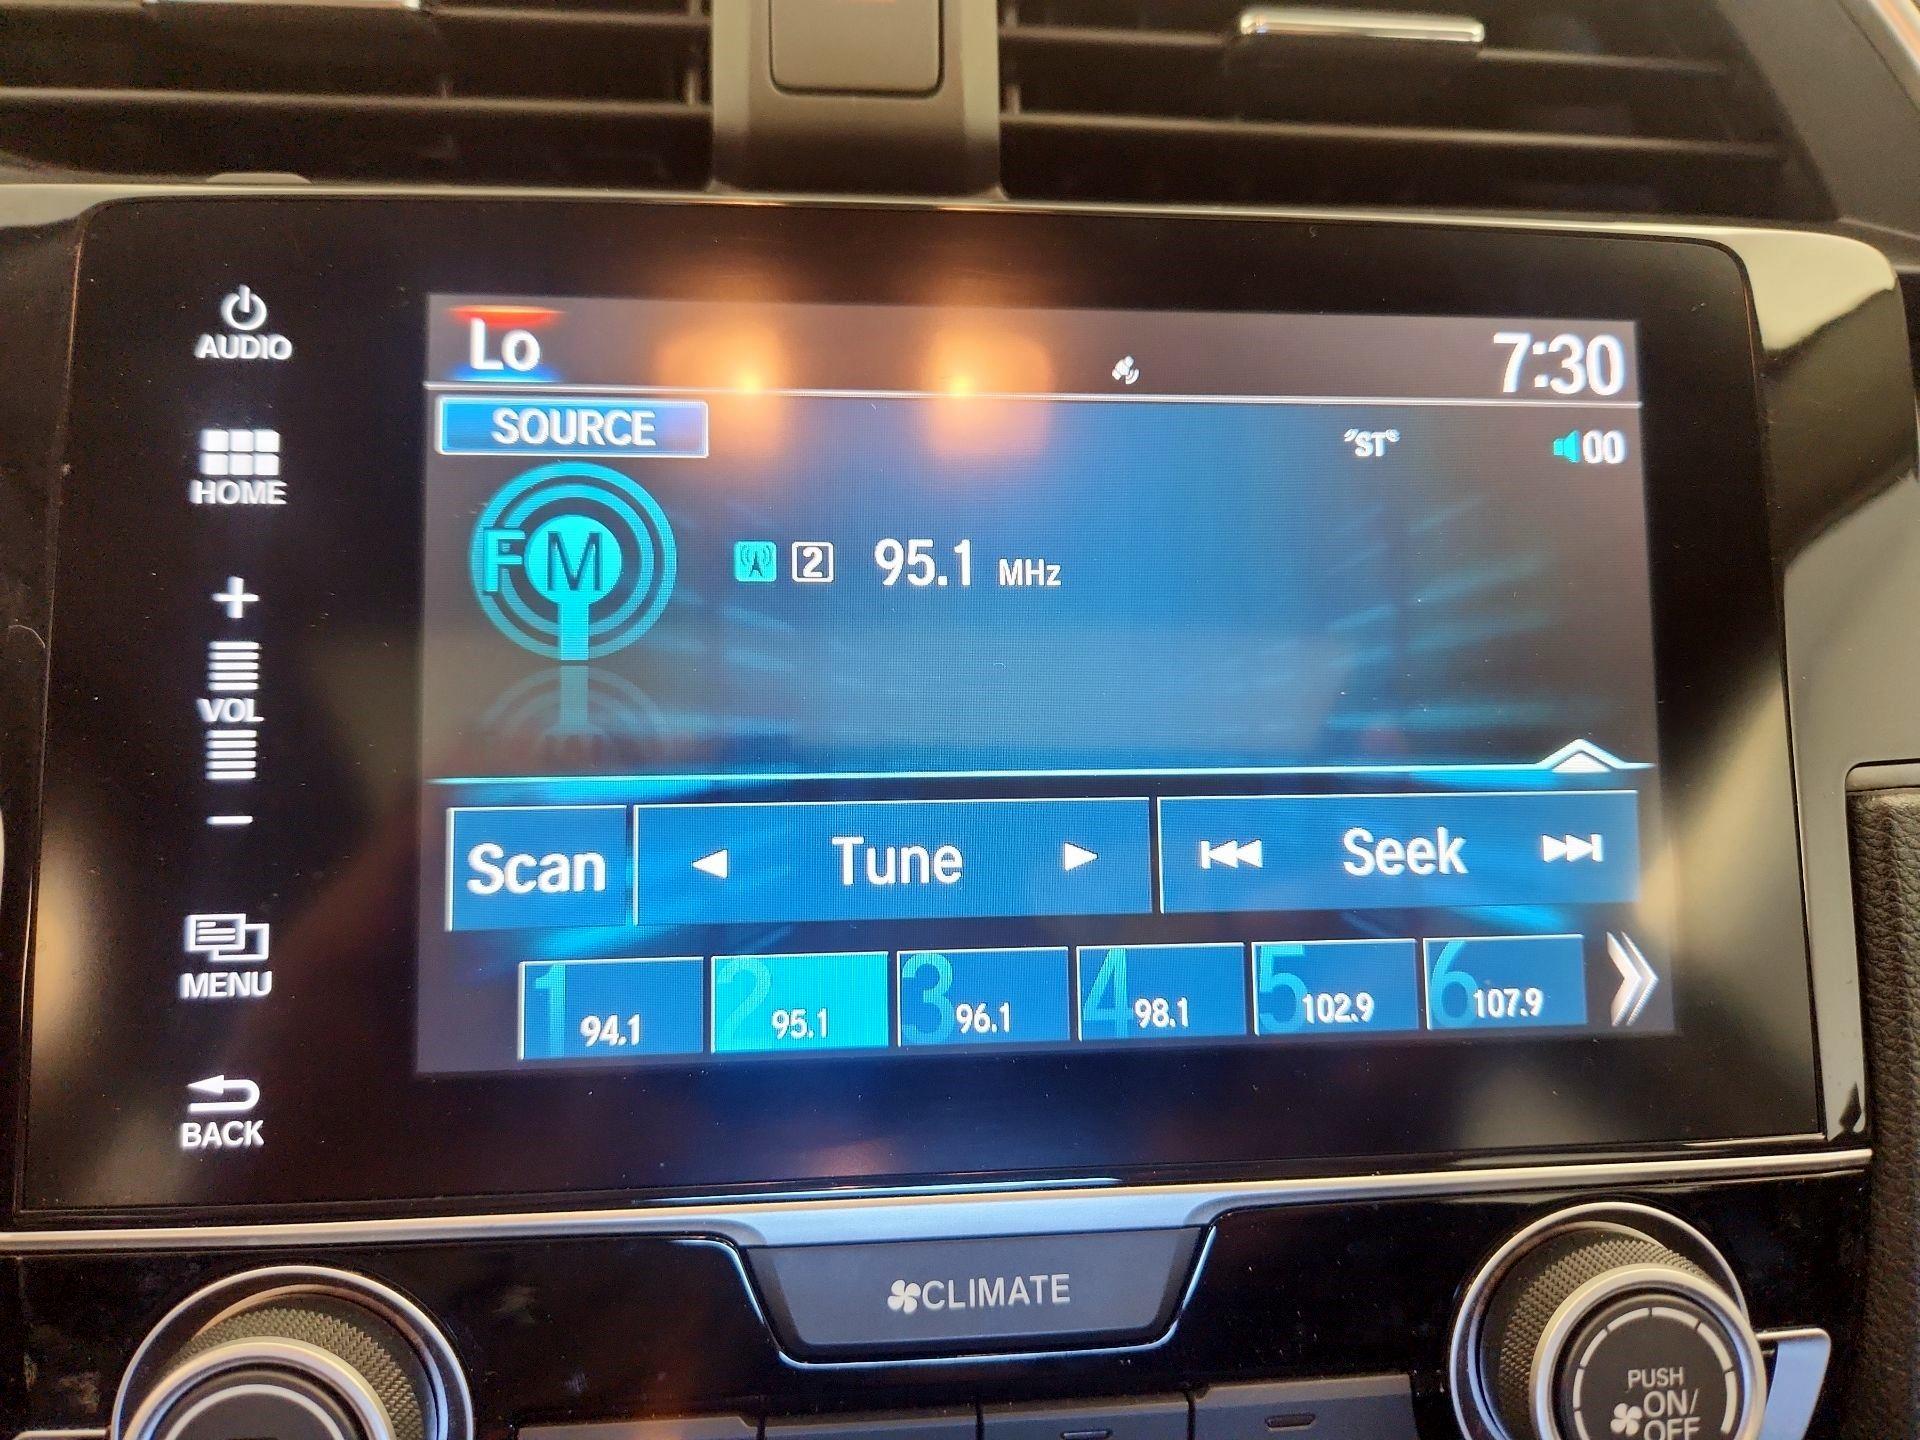 AUDIO
Lo
7:30
SOURCE
"ST"
00
HOME
FM
2 95.1 MHz
+
VOL
-
Scan
Tune
Seek
MENU
1 94.1
2 95.1
3 96.1
4 98.1
5 102.9
6 107.9
BACK
CLIMATE
PUSH
ON/
OFF